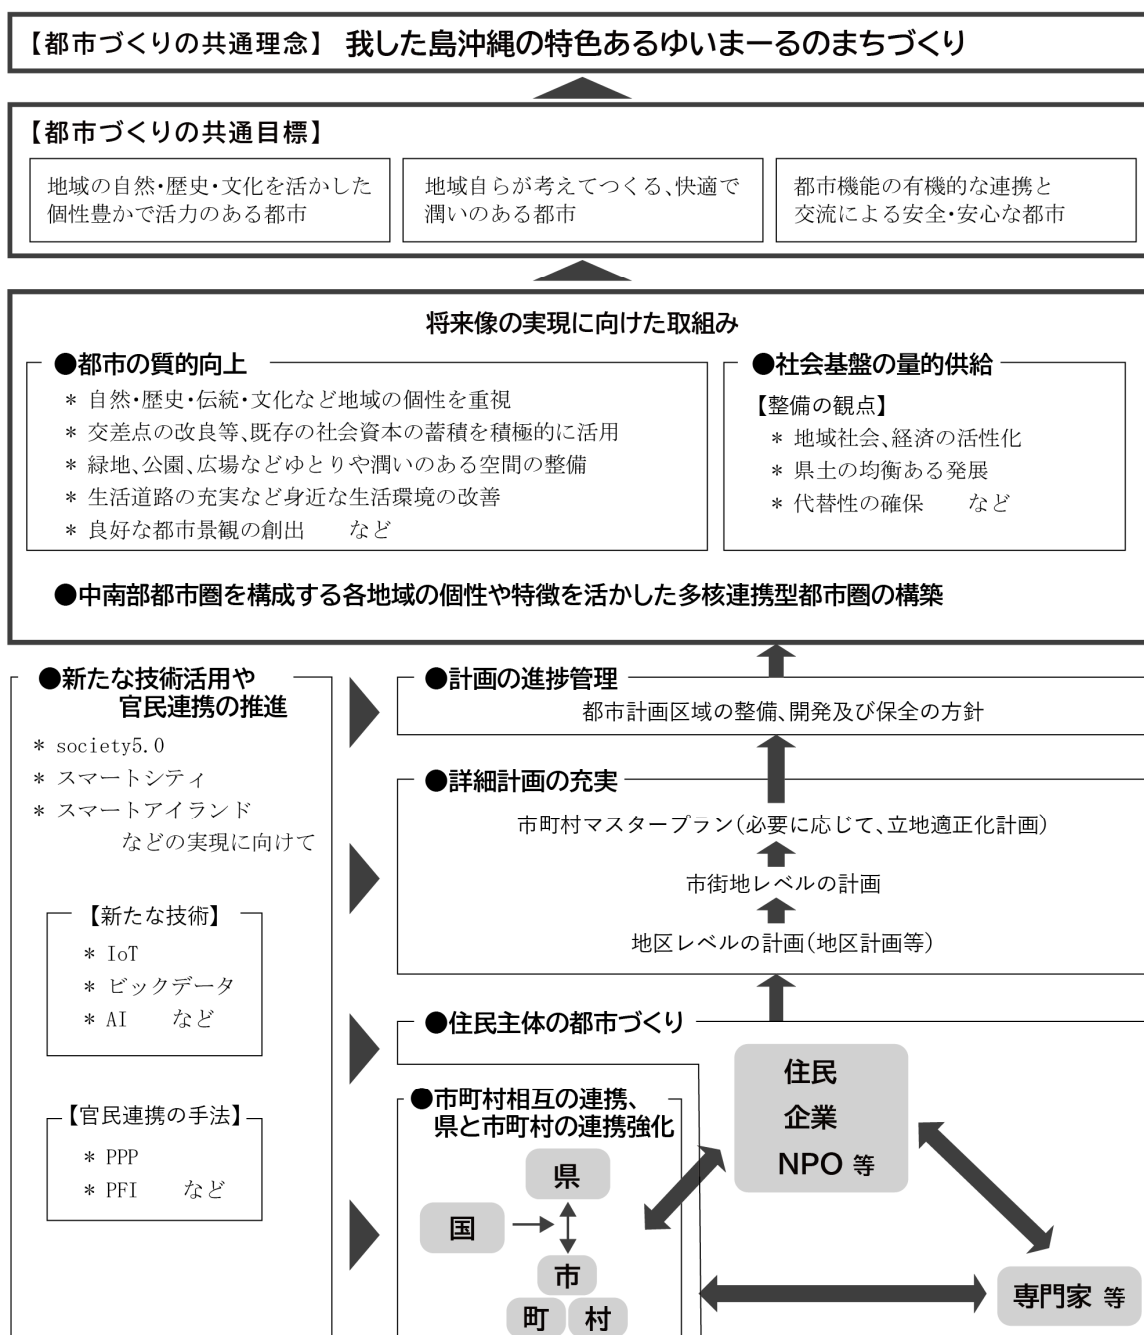 【都市づくりの共通理念】 我した島沖縄の特色あるゆいまーるのまちづくり
【都市づくりの共通目標】
地域の自然・歴史・文化を活かした
個性豊かで活力のある都市
地域自らが考えてつくる、快適で
潤いのある都市
都市機能の有機的な連携と
交流による安全・安心な都市
将来像の実現に向けた取組み
●都市の質的向上
* 自然・歴史・伝統・文化など地域の個性を重視
* 交差点の改良等、既存の社会資本の蓄積を積極的に活用
* 緑地、公園、広場などゆとりや潤いのある空間の整備
* 生活道路の充実など身近な生活環境の改善
* 良好な都市景観の創出 など
●社会基盤の量的供給
【整備の観点】
* 地域社会、経済の活性化
* 県土の均衡ある発展
* 代替性の確保 など
●中南部都市圏を構成する各地域の個性や特徴を活かした多核連携型都市圏の構築
●新たな技術活用や
官民連携の推進
* society5.0
* スマートシティ
* スマートアイランド
などの実現に向けて
【新たな技術】
* IoT
* ビックデータ
* AI など
【官民連携の手法】
* PPP
* PFI など
●計画の進捗管理
都市計画区域の整備、開発及び保全の方針
●詳細計画の充実
市町村マスタープラン(必要に応じて、立地適正化計画)
市街地レベルの計画
地区レベルの計画(地区計画等)
●住民主体の都市づくり
●市町村相互の連携、
県と市町村の連携強化
県
国
市
町 村
住民
企業
NPO 等
専門家 等